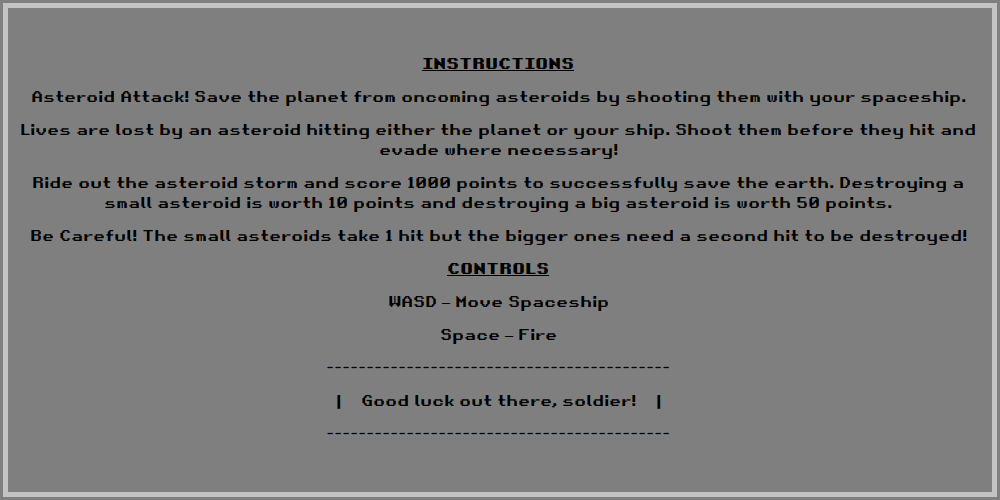 INSTRUCTIONS
Asteroid Attack! Save the planet from oncoming asteroids by shooting them with your spaceship.
Lives are lost by an asteroid hitting either the planet or your ship. Shoot them before they hit and
evade where necessary!
Ride out the asteroid storm and score 1000 points to successfully save the earth. Destroying a
small asteroid is worth 10 points and destroying a big asteroid is worth 50 points.
Be Careful! The small asteroids take 1 hit but the bigger ones need a second hit to be destroyed!
CONTROLS
WASD - Move Spaceship
Space - Fire
-------------------------------------------
| Good luck out there, soldier! |
-------------------------------------------